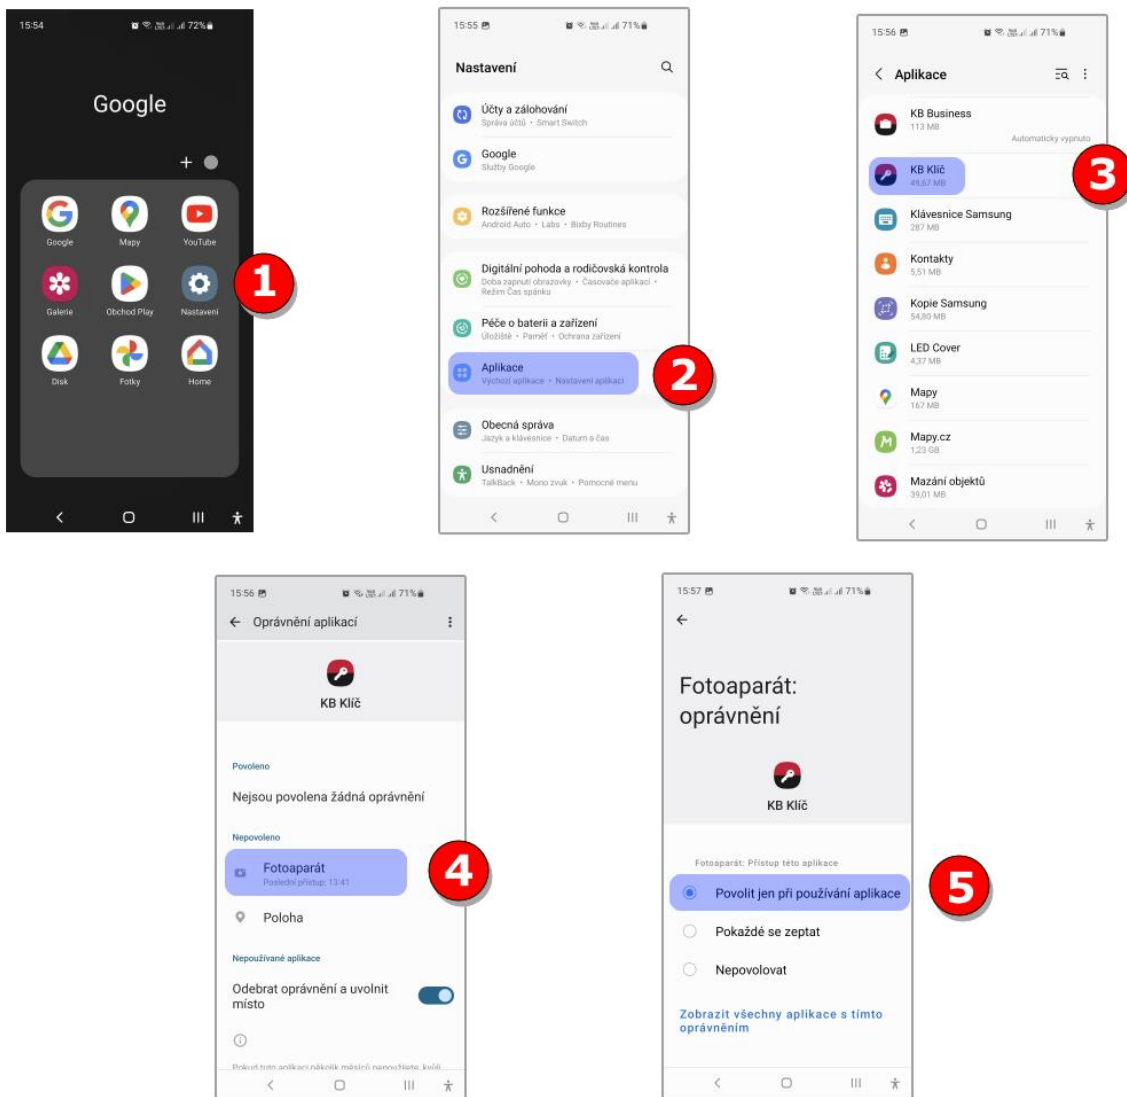 15:54
72%
Google
Google
Mapy
YouTube
Galerie
Obchod Play
Nastavení
Disk
Fotky
Home
1
15:55
71%
Nastavení
Účty a zálohování
Správa účtů • Smart Switch
Google
Služby Google
Rozšířené funkce
Android Auto • Labs • Bixby Routines
Digitální pohoda a rodičovská kontrola
Doba zapnutí obrazovky • Časovače aplikací •
Režim Čas spánku
Péče o baterii a zařízení
Úložiště • Paměť • Ochrana zařízení
Aplikace
Výchozí aplikace • Nastavení aplikací
Obecná správa
Jazyk a klávesnice • Datum a čas
Usnadnění
TalkBack • Mono zvuk • Pomocné menu
2
15:56
71%
Aplikace
KB Business
113 MB
Automaticky vypnuto
KB Klíč
49,67 MB
Klávesnice Samsung
287 MB
Kontakty
5,51 MB
Kopie Samsung
54,80 MB
LED Cover
4,37 MB
Mapy
167 MB
Mapy.cz
1,23 GB
Mazání objektů
39,01 MB
3
15:56
71%
Oprávnění aplikací
KB Klíč
Povoleno
Nejsou povolena žádná oprávnění
Nepovoleno
Fotoaparát
Poslední přístup: 13:41
Poloha
Nepoužívané aplikace
Odebrat oprávnění a uvolnit
místo
Pokud tuto aplikaci několik měsíců nepoužijete, kvůli
4
15:57
71%
Fotoaparát:
oprávnění
KB Klíč
Fotoaparát: Přístup této aplikace
Povolit jen při používání aplikace
Pokaždé se zeptat
Nepovolovat
Zobrazit všechny aplikace s tímto
oprávněním
5